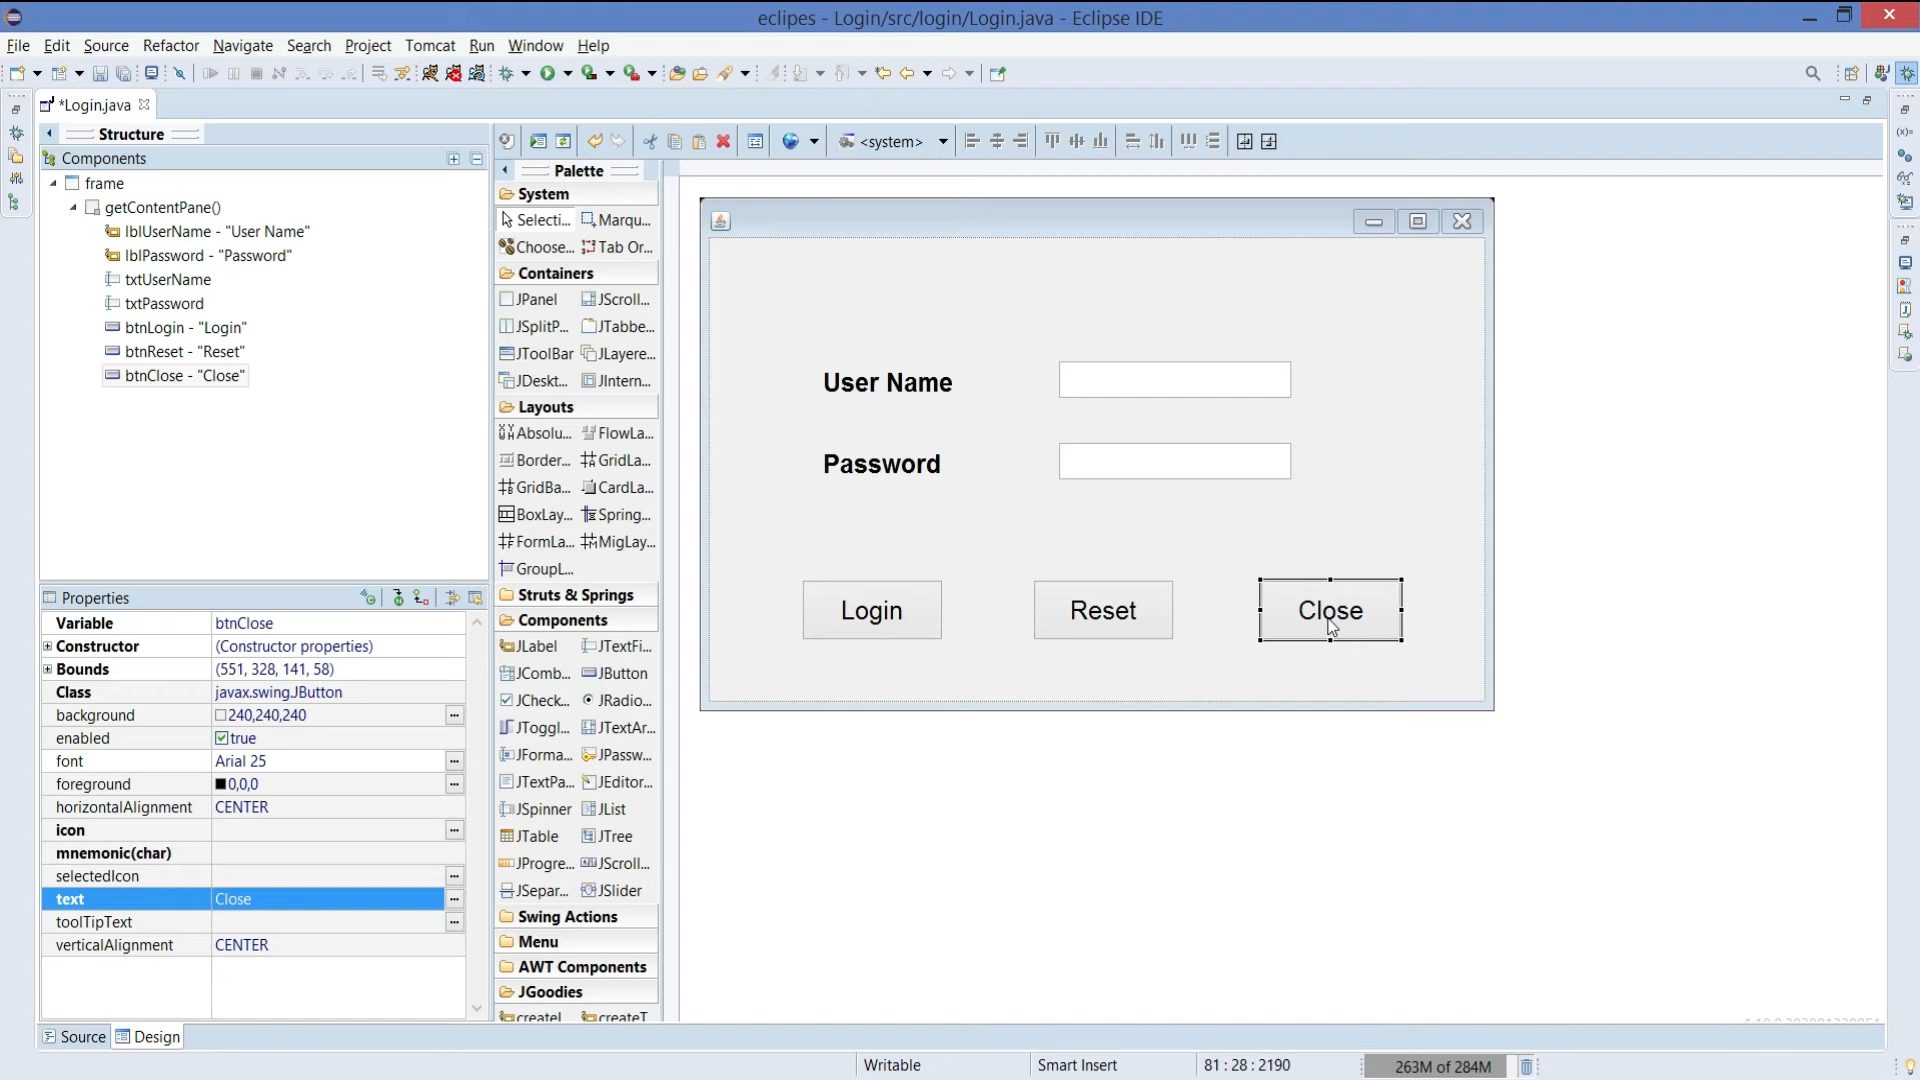 eclipes - Login/src/login/Login.java - Eclipse IDE
File Edit Source Refactor Navigate Search Project Tomcat Run Window Help
*Login.java
Structure
Components
frame
getContentPane()
lblUserName - "User Name"
lblPassword - "Password"
txtUserName
txtPassword
btnLogin - "Login"
btnReset - "Reset"
btnClose - "Close"
Properties
Variable btnClose
Constructor (Constructor properties)
Bounds (551, 328, 141, 58)
Class javax.swing.JButton
background 240,240,240
enabled true
font Arial 25
foreground 0,0,0
horizontalAlignment CENTER
icon
mnemonic(char)
selectedIcon
text Close
toolTipText
verticalAlignment CENTER
Source Design
<system>
Palette
System
Selecti... Marqu...
Choose... Tab Or...
Containers
JPanel JScroll...
JSplitP... JTabbe...
JToolBar JLayere...
JDeskt... JIntern...
Layouts
Absolu... FlowLa...
Border... GridLa...
GridBa... CardLa...
BoxLay... Spring...
FormLa... MigLay...
GroupL...
Struts & Springs
Components
JLabel JTextFi...
JComb... JButton
JCheck... JRadio...
JToggl... JTextAr...
JForma... JPassw...
JTextPa... JEditor...
JSpinner JList
JTable JTree
JProgre... JScroll...
JSepar... JSlider
Swing Actions
Menu
AWT Components
JGoodies
User Name
Password
Login Reset Close
Writable Smart Insert 81 : 28 : 2190 263M of 284M